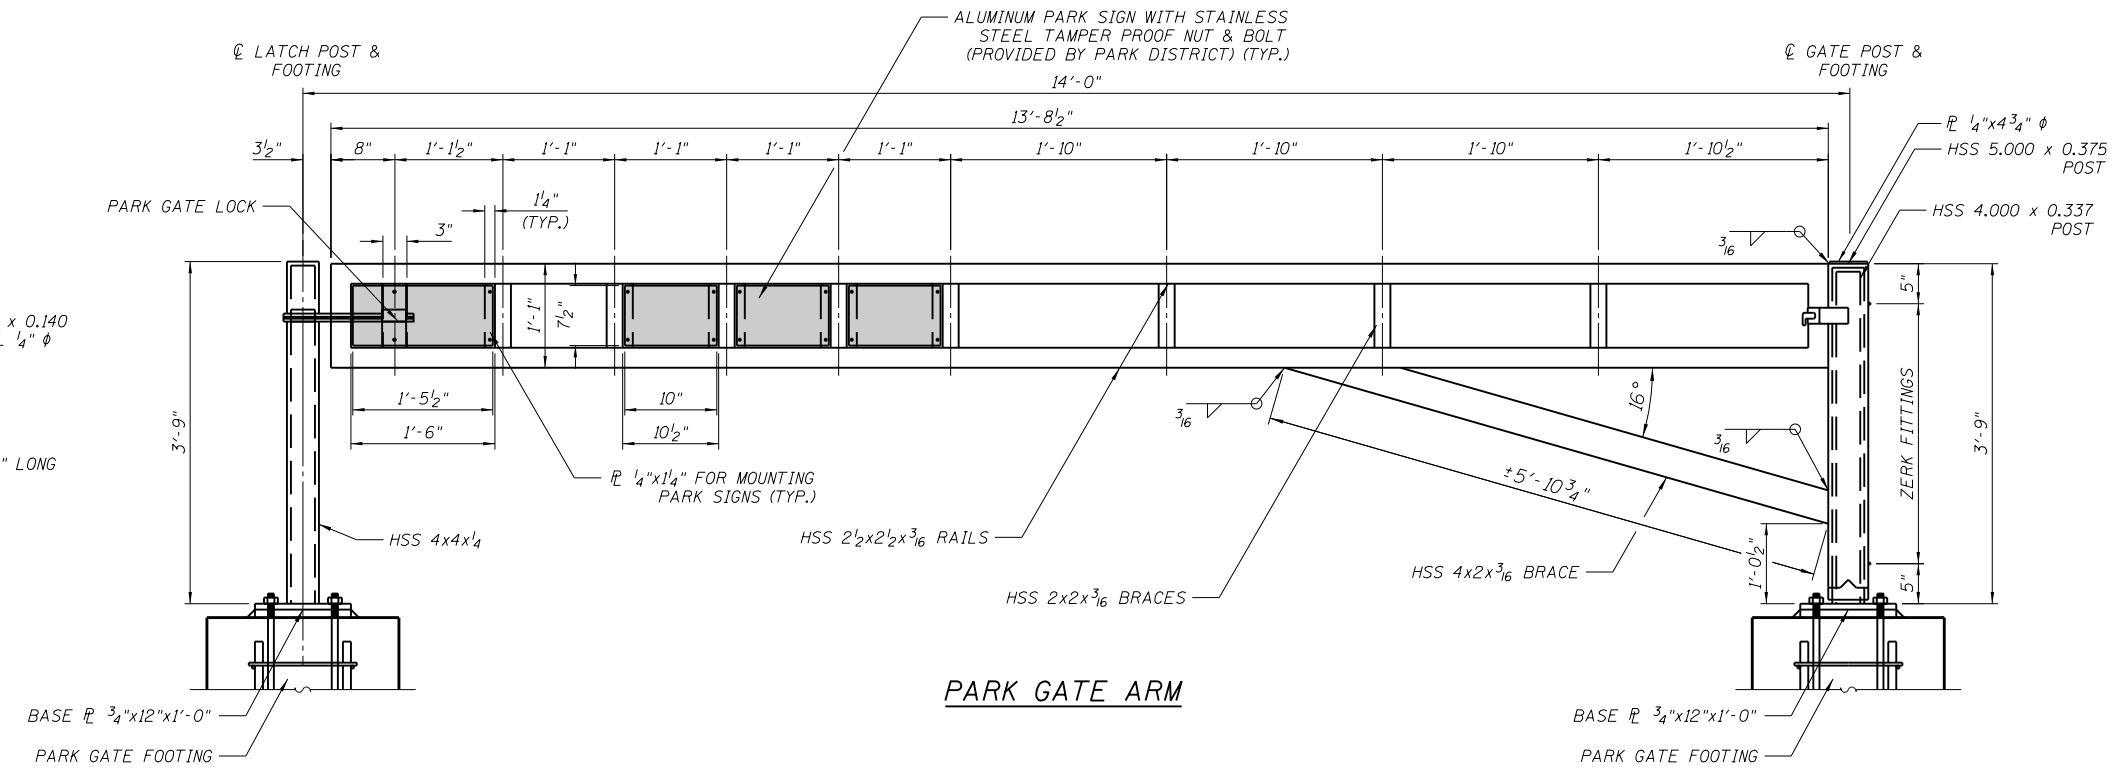 ALUMINUM PARK SIGN WITH STAINLESS
STEEL TAMPER PROOF NUT & BOLT
(PROVIDED BY PARK DISTRICT) (TYP.)
℄ LATCH POST &
FOOTING
℄ GATE POST &
FOOTING
14'-0"
13'-8½"
3½"
8"
1'-1½"
1'-1"
1'-1"
1'-1"
1'-1"
1'-10"
1'-10"
1'-10"
1'-10½"
℄ ¼"x4¾" ϕ
HSS 5.000 x 0.375
POST
HSS 4.000 x 0.337
POST
PARK GATE LOCK
3"
1¼"
(TYP.)
3/16
x 0.140
¼" ϕ
1'-1"
7½"
5"
3'-9"
1'-5½"
1'-6"
10"
10½"
3/16
16°
3/16
ZERK FITTINGS
3'-9"
" LONG
℄ ¼"x1¼" FOR MOUNTING
PARK SIGNS (TYP.)
±5'-10¾"
HSS 4x4x¼
HSS 2½x2½x3/16 RAILS
HSS 4x2x3/16 BRACE
HSS 2x2x3/16 BRACES
1'-0½"
5"
PARK GATE ARM
BASE ℄ ¾"x12"x1'-0"
PARK GATE FOOTING
BASE ℄ ¾"x12"x1'-0"
PARK GATE FOOTING